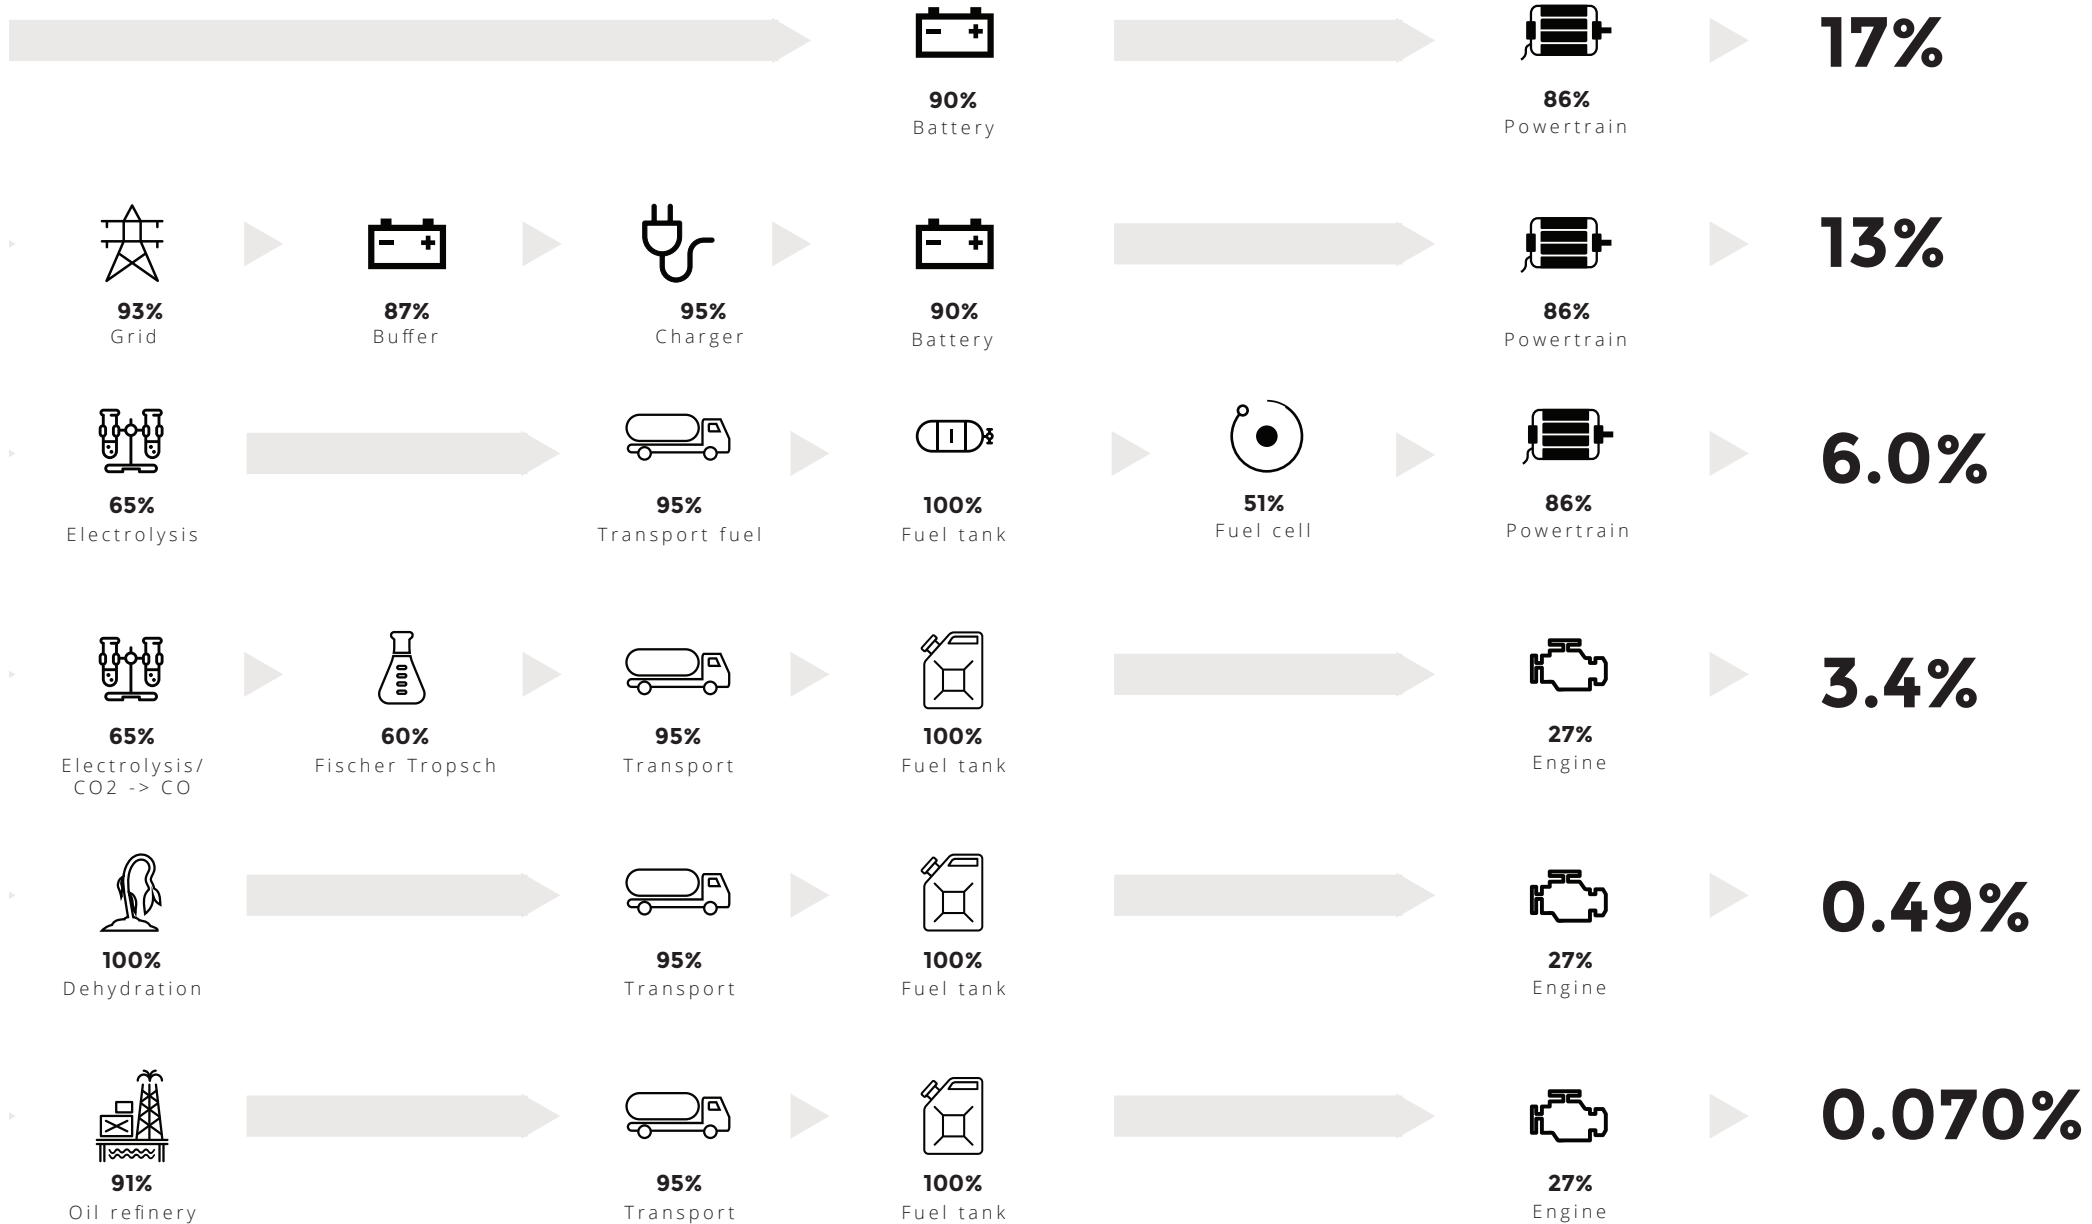 17%
90%
Battery
86%
Powertrain
13%
93%
Grid
87%
Buffer
95%
Charger
90%
Battery
86%
Powertrain
6.0%
65%
Electrolysis
95%
Transport fuel
100%
Fuel tank
51%
Fuel cell
86%
Powertrain
3.4%
65%
Electrolysis/
CO2 -> CO
60%
Fischer Tropsch
95%
Transport
100%
Fuel tank
27%
Engine
0.49%
100%
Dehydration
95%
Transport
100%
Fuel tank
27%
Engine
0.070%
91%
Oil refinery
95%
Transport
100%
Fuel tank
27%
Engine